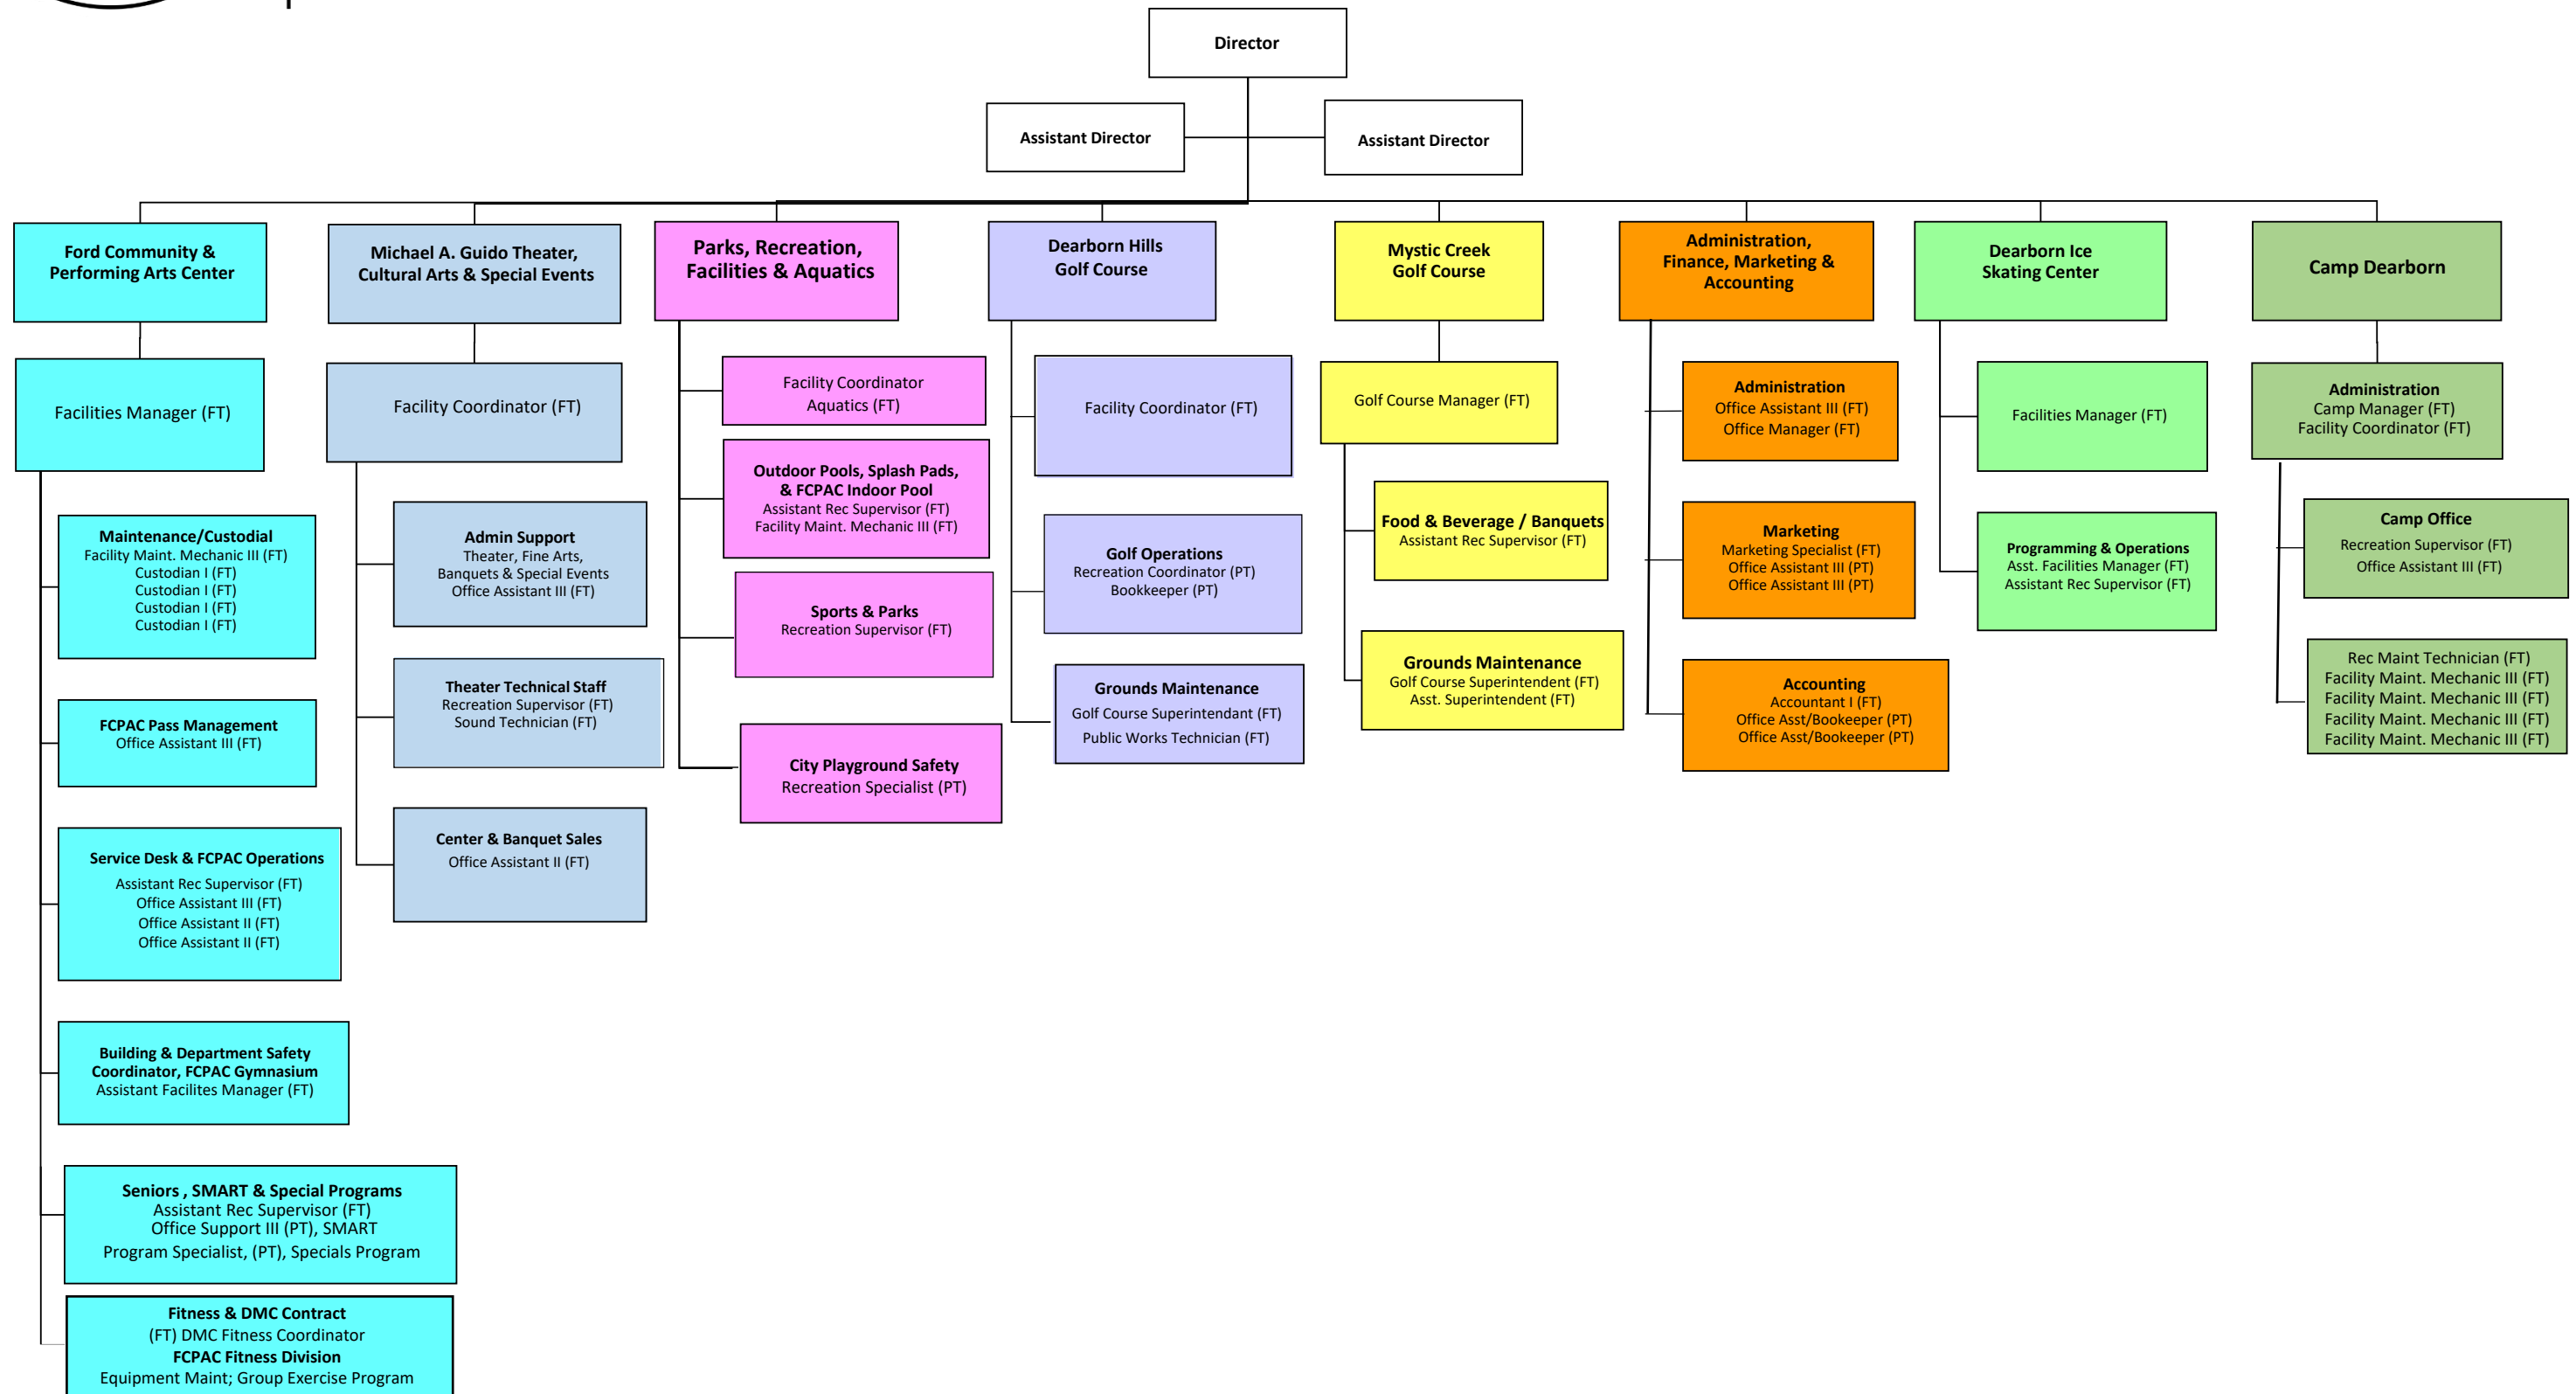 Director
Assistant Director
Assistant Director
Ford Community &
Performing Arts Center
Facilities Manager (FT)
Maintenance/Custodial
Facility Maint. Mechanic III (FT)
Custodian I (FT)
Custodian I (FT)
Custodian I (FT)
Custodian I (FT)
FCPAC Pass Management
Office Assistant III (FT)
Service Desk & FCPAC Operations
Assistant Rec Supervisor (FT)
Office Assistant III (FT)
Office Assistant II (FT)
Office Assistant II (FT)
Building & Department Safety
Coordinator, FCPAC Gymnasium
Assistant Facilites Manager (FT)
Seniors , SMART & Special Programs
Assistant Rec Supervisor (FT)
Office Support III (PT), SMART
Program Specialist, (PT), Specials Program
Fitness & DMC Contract
(FT) DMC Fitness Coordinator
FCPAC Fitness Division
Equipment Maint; Group Exercise Program
Michael A. Guido Theater,
Cultural Arts & Special Events
Facility Coordinator (FT)
Admin Support
Theater, Fine Arts,
Banquets & Special Events
Office Assistant III (FT)
Theater Technical Staff
Recreation Supervisor (FT)
Sound Technician (FT)
Center & Banquet Sales
Office Assistant II (FT)
Parks, Recreation,
Facilities & Aquatics
Facility Coordinator
Aquatics (FT)
Outdoor Pools, Splash Pads,
& FCPAC Indoor Pool
Assistant Rec Supervisor (FT)
Facility Maint. Mechanic III (FT)
Sports & Parks
Recreation Supervisor (FT)
City Playground Safety
Recreation Specialist (PT)
Dearborn Hills
Golf Course
Facility Coordinator (FT)
Golf Operations
Recreation Coordinator (PT)
Bookkeeper (PT)
Grounds Maintenance
Golf Course Superintendant (FT)
Public Works Technician (FT)
Mystic Creek
Golf Course
Golf Course Manager (FT)
Food & Beverage / Banquets
Assistant Rec Supervisor (FT)
Grounds Maintenance
Golf Course Superintendent (FT)
Asst. Superintendent (FT)
Administration,
Finance, Marketing &
Accounting
Administration
Office Assistant III (FT)
Office Manager (FT)
Marketing
Marketing Specialist (FT)
Office Assistant III (PT)
Office Assistant III (PT)
Accounting
Accountant I (FT)
Office Asst/Bookeeper (PT)
Office Asst/Bookeeper (PT)
Dearborn Ice
Skating Center
Facilities Manager (FT)
Programming & Operations
Asst. Facilities Manager (FT)
Assistant Rec Supervisor (FT)
Camp Dearborn
Administration
Camp Manager (FT)
Facility Coordinator (FT)
Camp Office
Recreation Supervisor (FT)
Office Assistant III (FT)
Rec Maint Technician (FT)
Facility Maint. Mechanic III (FT)
Facility Maint. Mechanic III (FT)
Facility Maint. Mechanic III (FT)
Facility Maint. Mechanic III (FT)